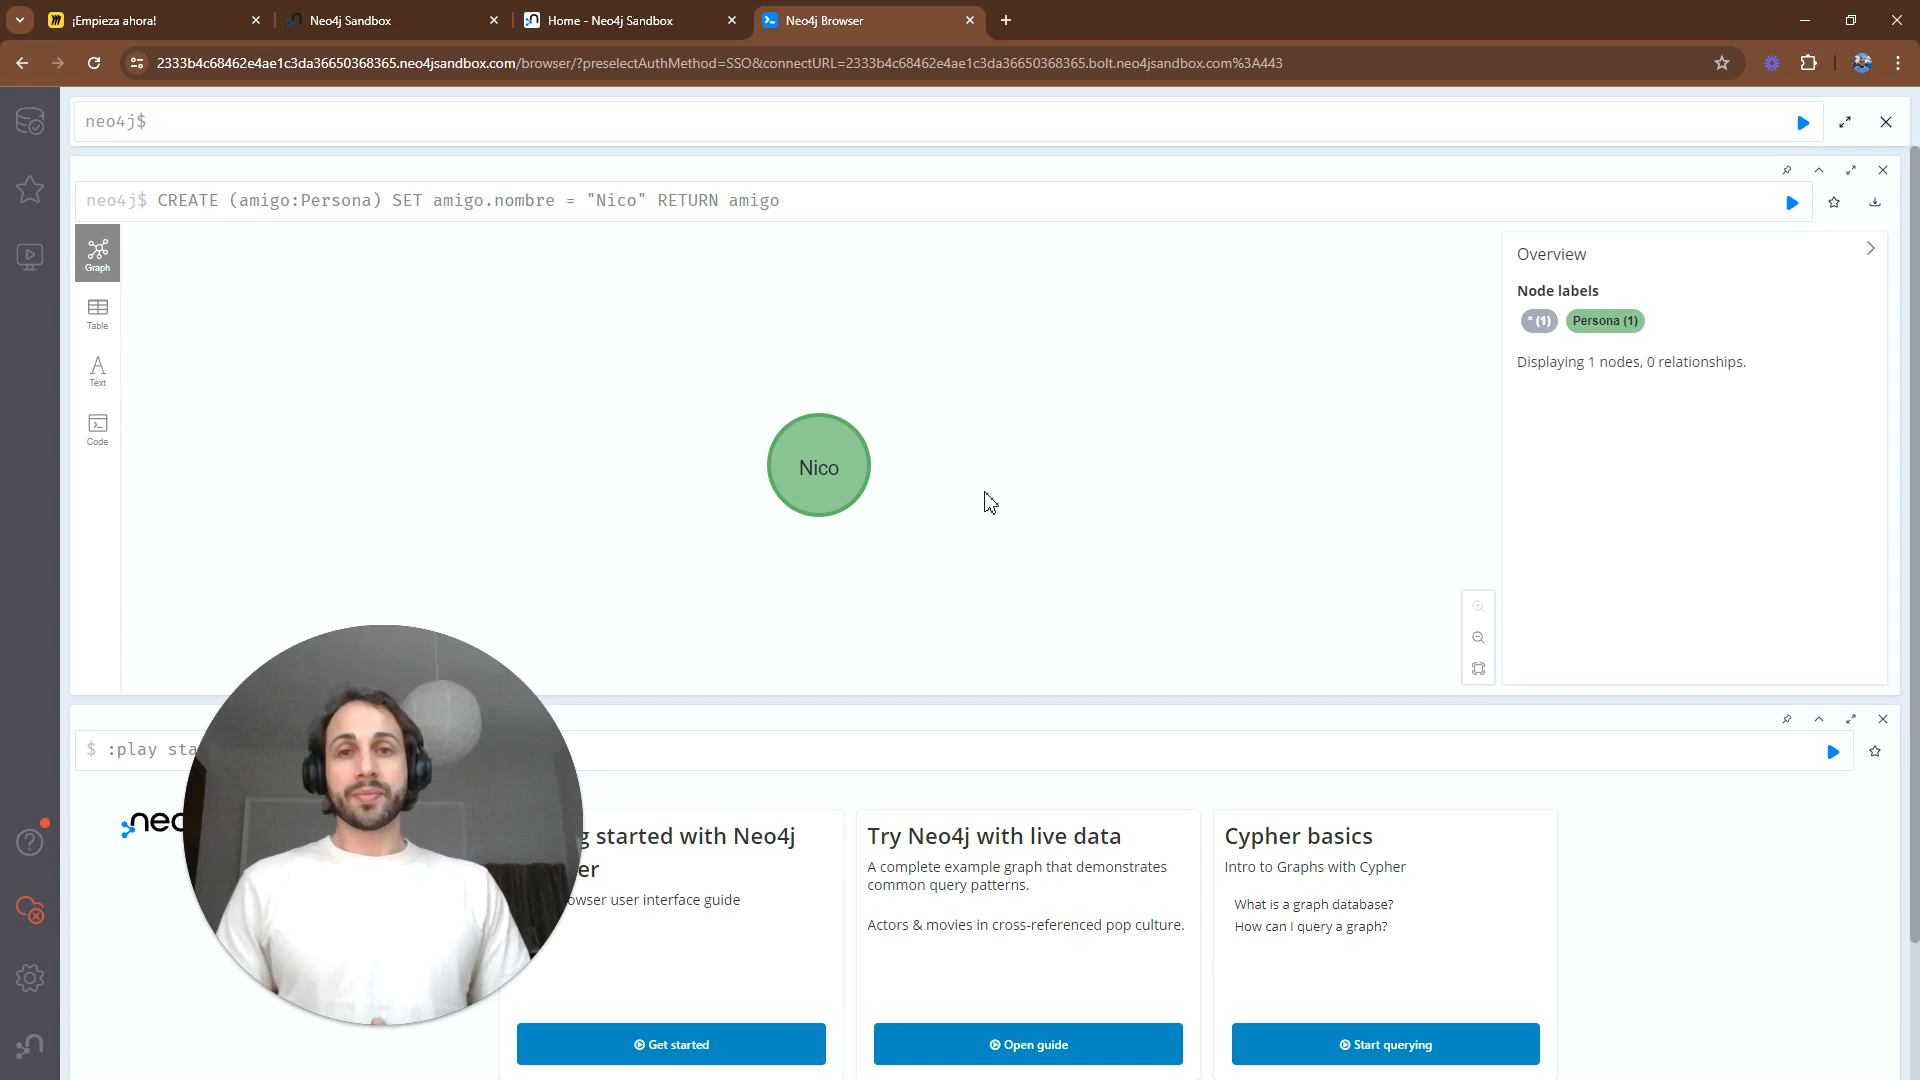 ¡Empieza ahora!
Neo4j Sandbox
Home - Neo4j Sandbox
Neo4j Browser
2333b4c68462e4ae1c3da36650368365.neo4jsandbox.com/browser/?preselectAuthMethod=SSO&connectURL=2333b4c68462e4ae1c3da36650368365.bolt.neo4jsandbox.com%3A443
neo4j$
neo4j$ CREATE (amigo:Persona) SET amigo.nombre = "Nico" RETURN amigo
Graph
Table
Text
Code
Nico
Overview
Node labels
* (1) Persona (1)
Displaying 1 nodes, 0 relationships.
$ :play sta
neo
g started with Neo4j
er
owser user interface guide
Get started
Try Neo4j with live data
A complete example graph that demonstrates
common query patterns.
Actors & movies in cross-referenced pop culture.
Open guide
Cypher basics
Intro to Graphs with Cypher
What is a graph database?
How can I query a graph?
Start querying